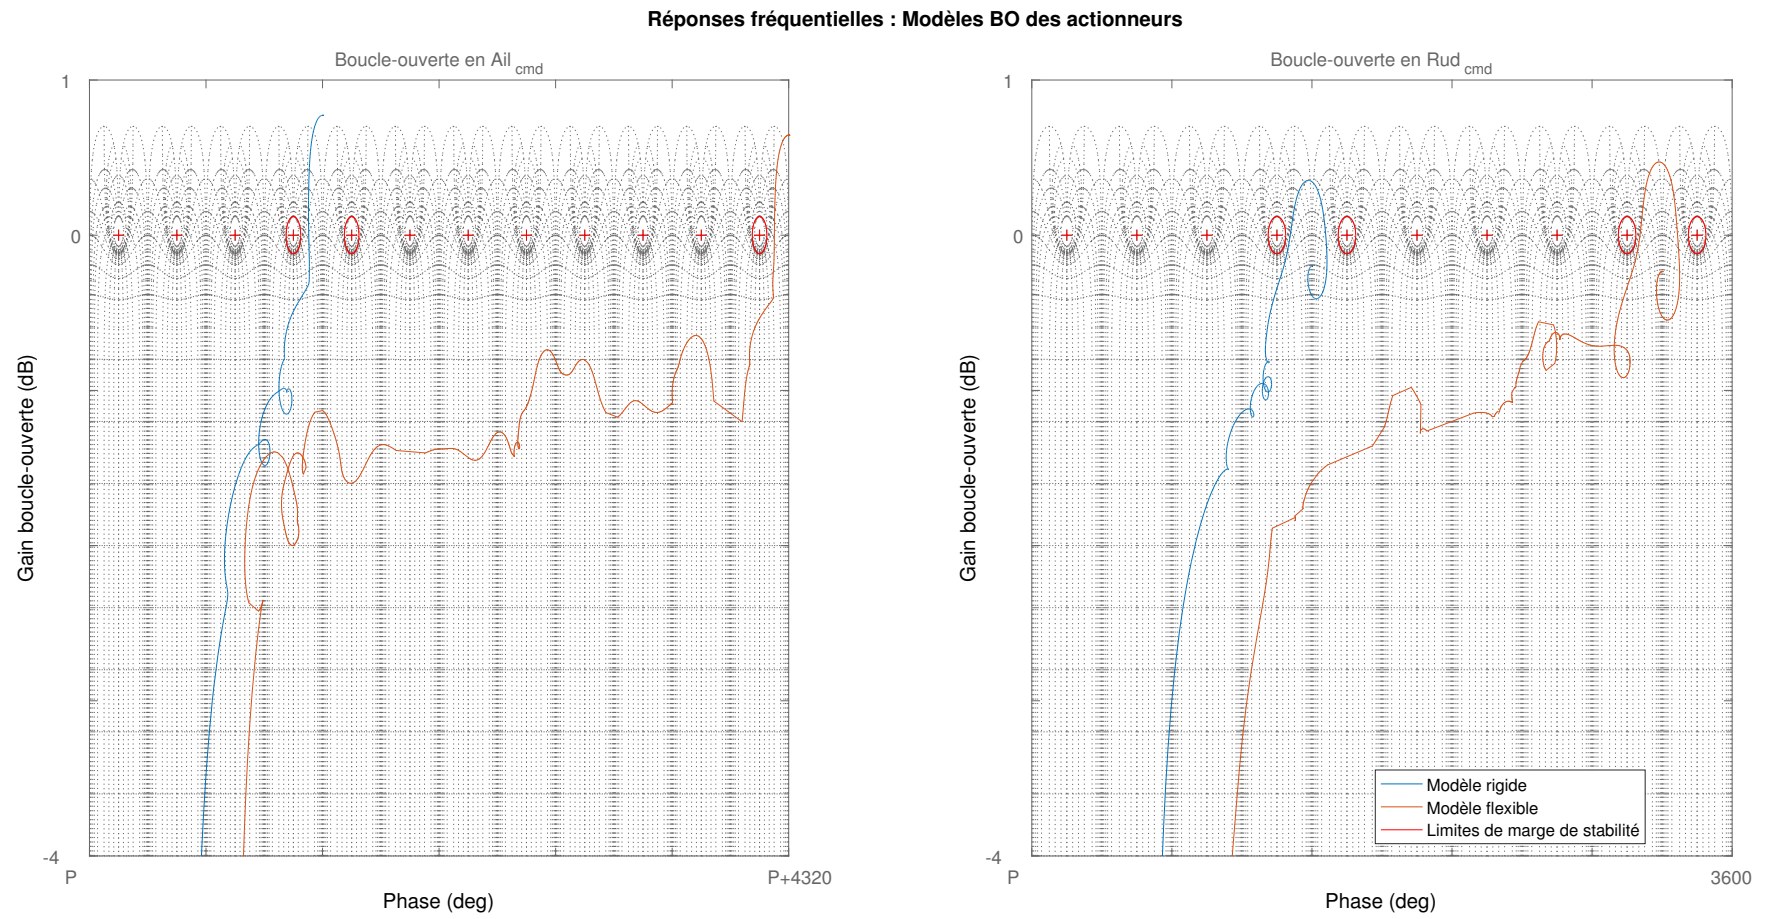 Réponses fréquentielles : Modèles BO des actionneurs
Boucle-ouverte en Ail cmd
1
0
-4
P
P+4320
Phase (deg)
Gain boucle-ouverte (dB)
Boucle-ouverte en Rud cmd
1
0
-4
P
3600
Phase (deg)
Gain boucle-ouverte (dB)
Modèle rigide
Modèle flexible
Limites de marge de stabilité